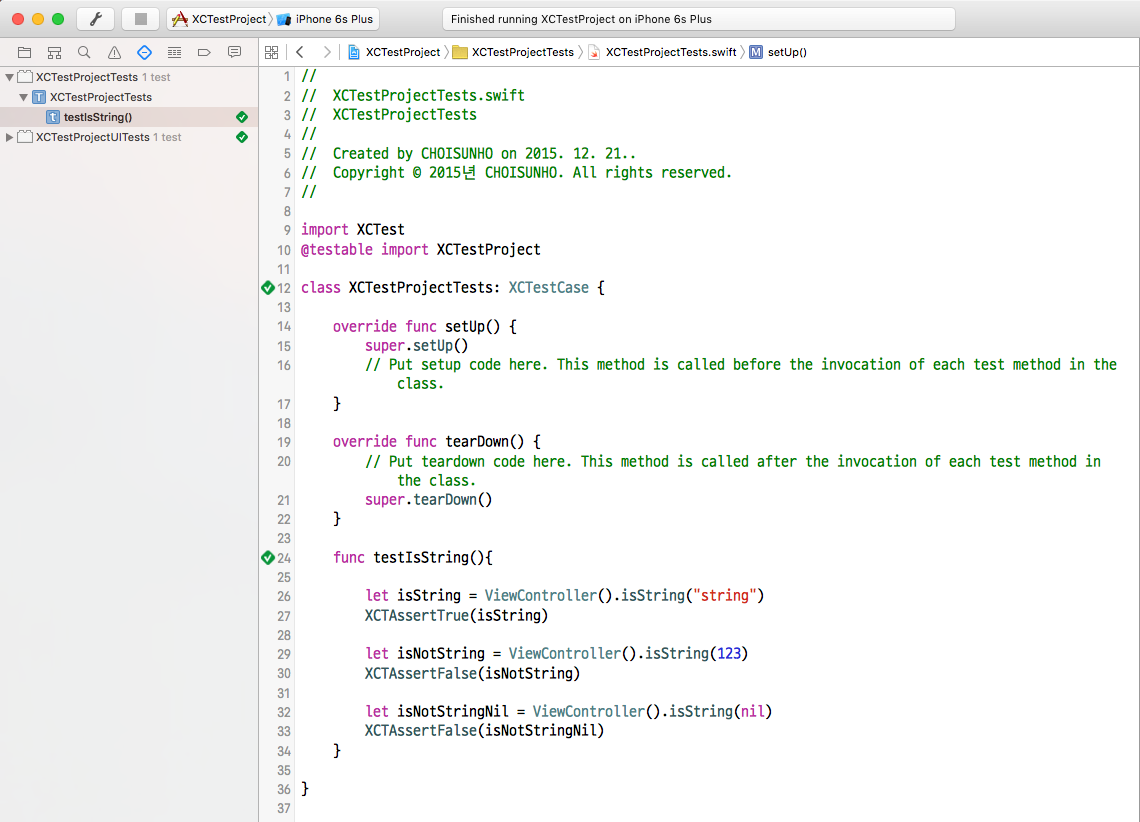 XCTestProject iPhone 6s Plus
Finished running XCTestProject on iPhone 6s Plus
XCTestProject XCTestProjectTests XCTestProjectTests.swift M setUp()
XCTestProjectTests 1 test
T XCTestProjectTests
t testIsString()
XCTestProjectUITests 1 test
1 //
2 //  XCTestProjectTests.swift
3 //  XCTestProjectTests
4 //
5 //  Created by CHOISUNHO on 2015. 12. 21..
6 //  Copyright © 2015년 CHOISUNHO. All rights reserved.
7 //
8
9 import XCTest
10 @testable import XCTestProject
11
12 class XCTestProjectTests: XCTestCase {
13
14     override func setUp() {
15         super.setUp()
16         // Put setup code here. This method is called before the invocation of each test method in the
            class.
17     }
18
19     override func tearDown() {
20         // Put teardown code here. This method is called after the invocation of each test method in
            the class.
21         super.tearDown()
22     }
23
24     func testIsString(){
25
26         let isString = ViewController().isString("string")
27         XCTAssertTrue(isString)
28
29         let isNotString = ViewController().isString(123)
30         XCTAssertFalse(isNotString)
31
32         let isNotStringNil = ViewController().isString(nil)
33         XCTAssertFalse(isNotStringNil)
34     }
35
36 }
37